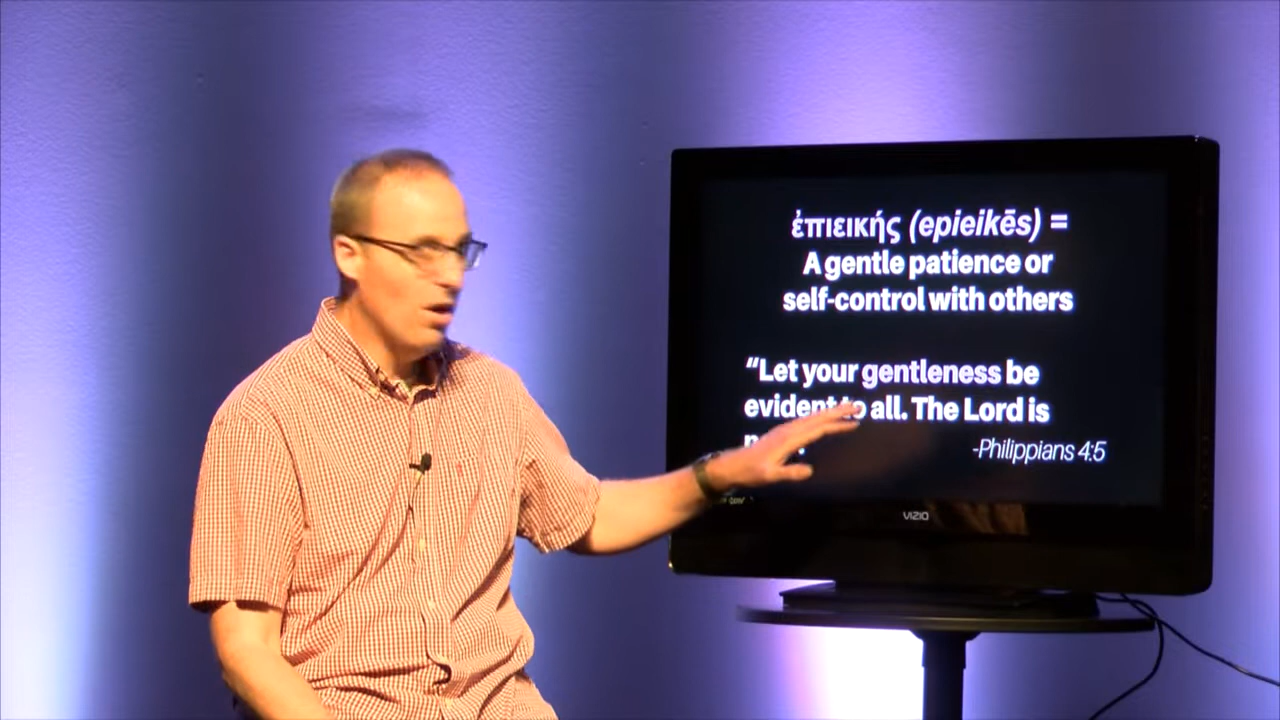 ἐπιεικής (epieikēs) =
A gentle patience or
self-control with others
“Let your gentleness be
evident to all. The Lord is
-Philippians 4:5
VIZIO